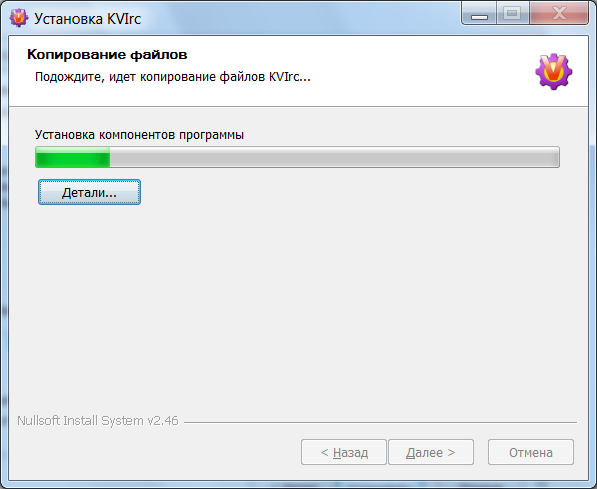 Установка KVIrc
Копирование файлов
Подождите, идет копирование файлов KVIrc...
Установка компонентов программы
Детали...
Nullsoft Install System v2.46
< Назад
Далее >
Отмена